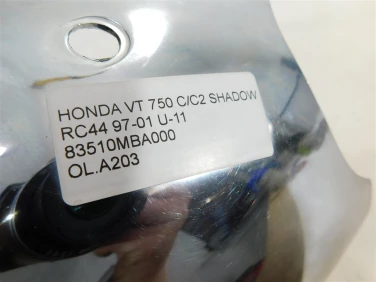 HONDA VT 750 C/C2 SHADOW
RC44 97-01 U-11
83510MBA000
OL.A203